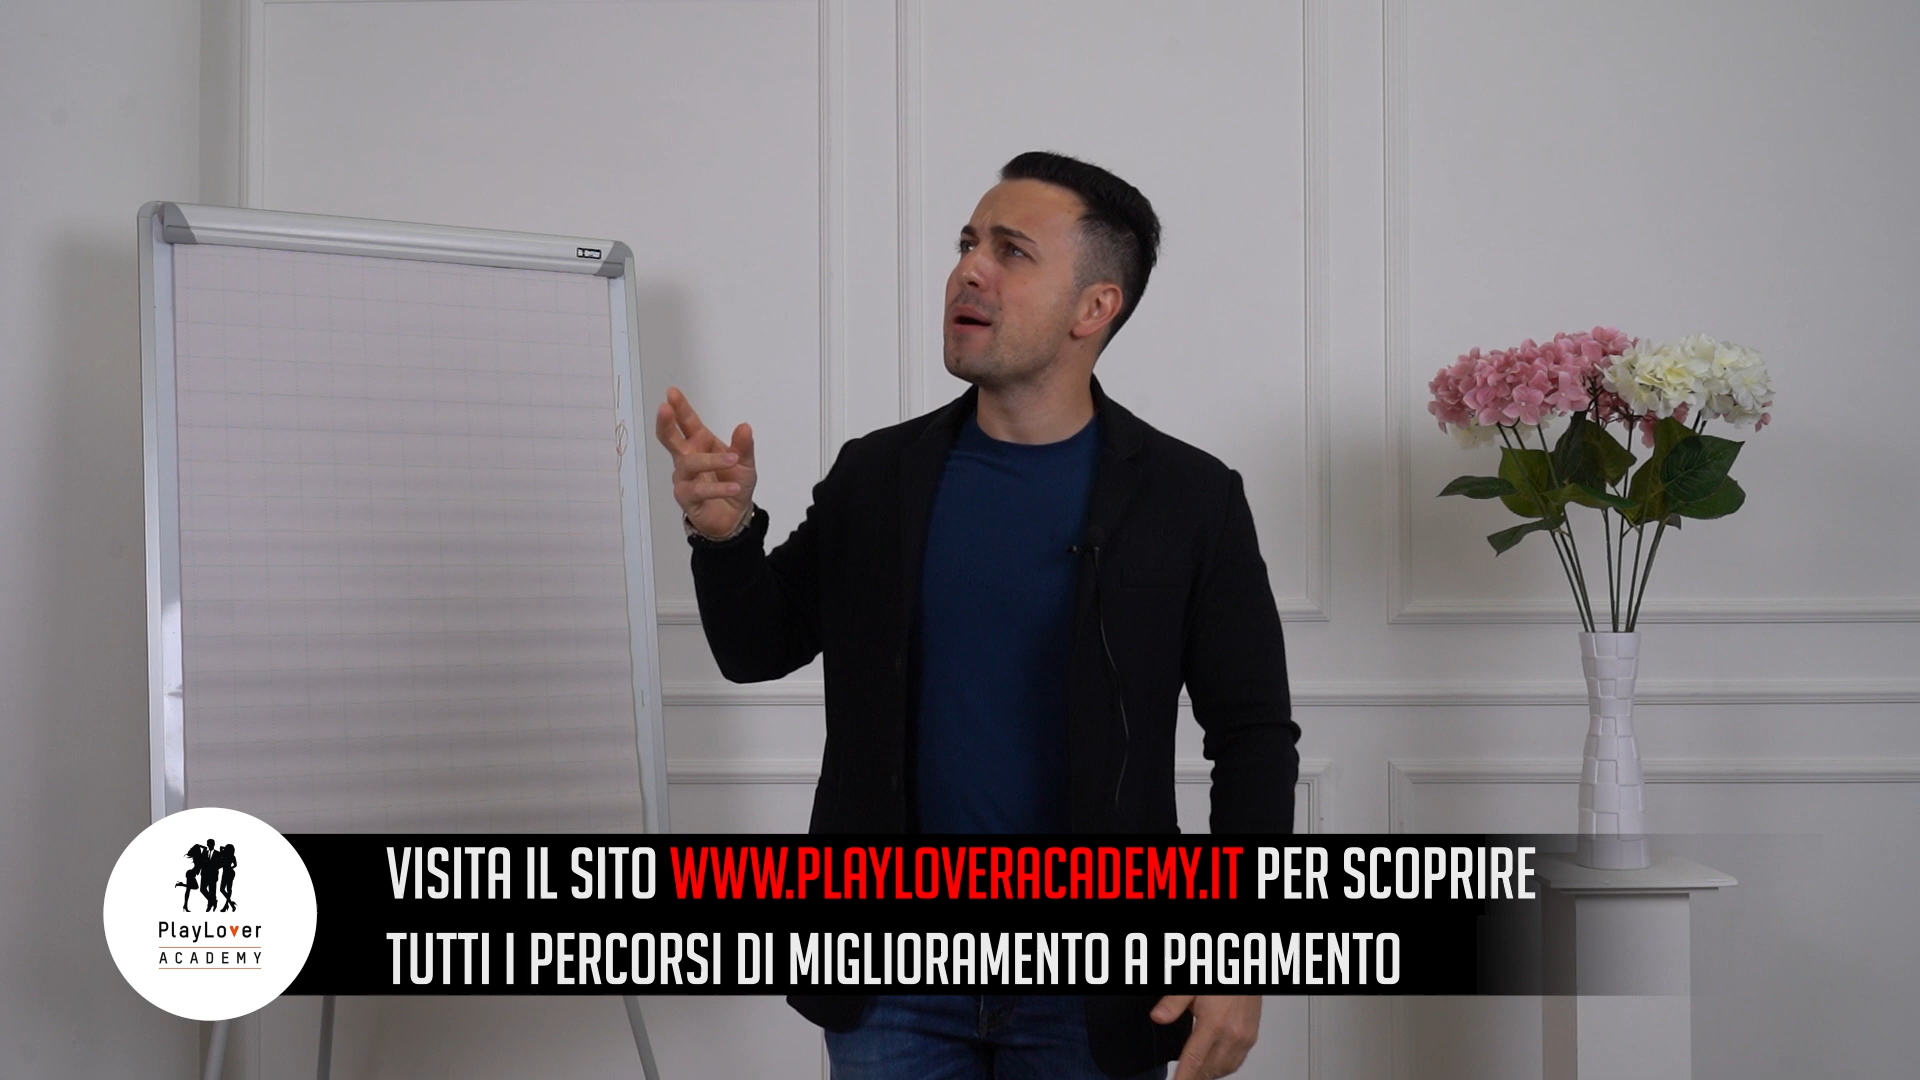 VISITA IL SITO WWW.PLAYLOVERACADEMY.IT PER SCOPRIRE
TUTTI I PERCORSI DI MIGLIORAMENTO A PAGAMENTO
PlayLover
ACADEMY